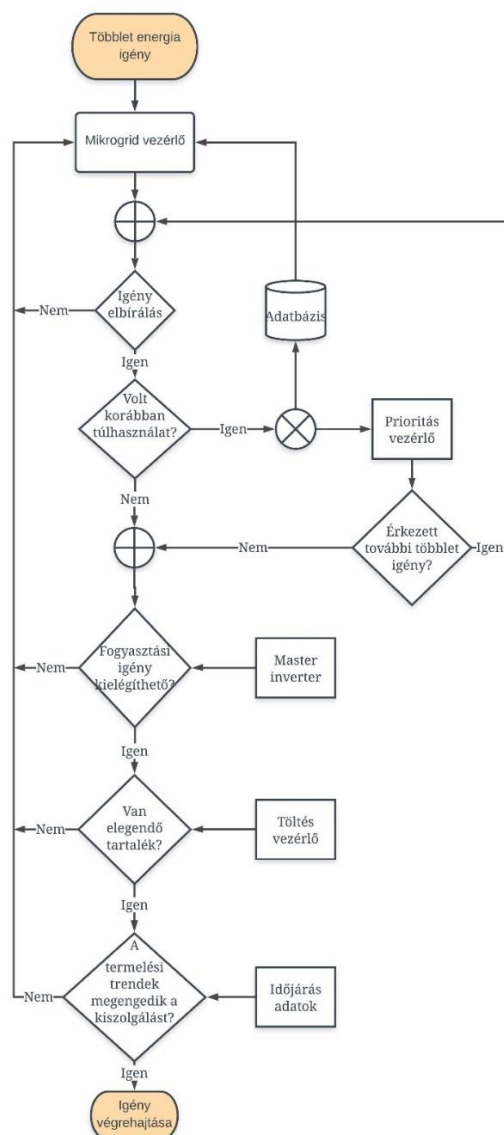 Többlet energia
igény
Mikrogrid vezérlő
Igény
elbírálás
Nem
Igen
Adatbázis
Volt
korábban
túlhasználat?
Igen
Prioritás
vezérlő
Nem
Érkezett
további többlet
igény?
Igen
Nem
Fogyasztási
igény
kielégíthető?
Nem
Master
inverter
Igen
Van
elegendő
tartalék?
Nem
Töltés
vezérlő
Igen
A
termelési
trendek
megengedik a
kiszolgálást?
Nem
Időjárás
adatok
Igen
Igény
végrehajtása